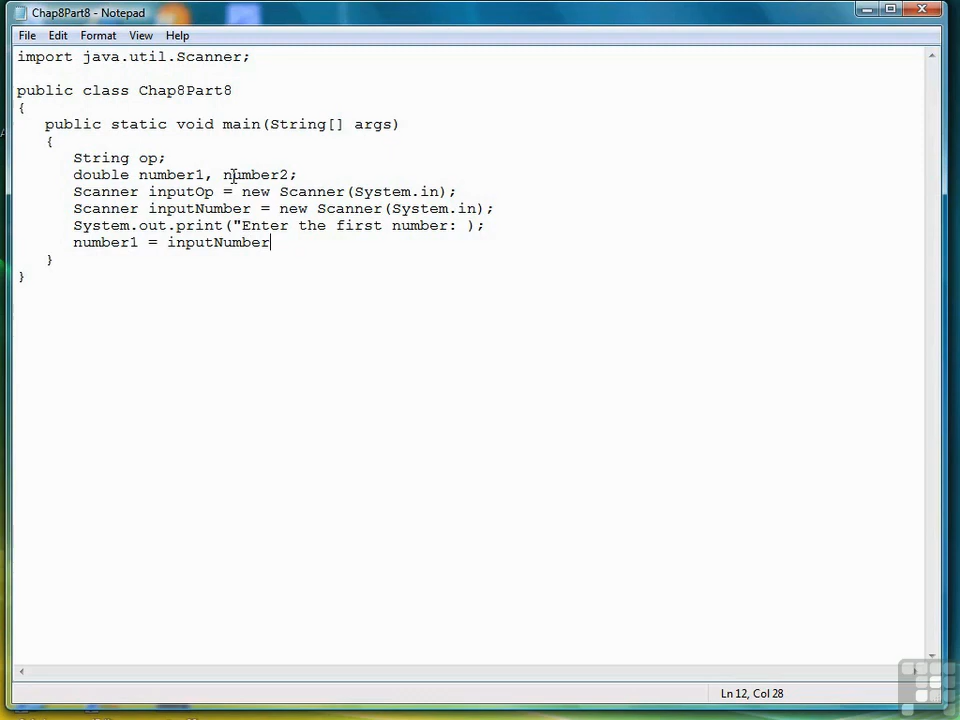 Chap8Part8 - Notepad
File Edit Format View Help
import java.util.Scanner;
public class Chap8Part8
{
public static void main(String[] args)
{
String op;
double number1, number2;
Scanner inputOp = new Scanner(System.in);
Scanner inputNumber = new Scanner(System.in);
System.out.print("Enter the first number: );
number1 = inputNumber
}
}
Ln 12, Col 28